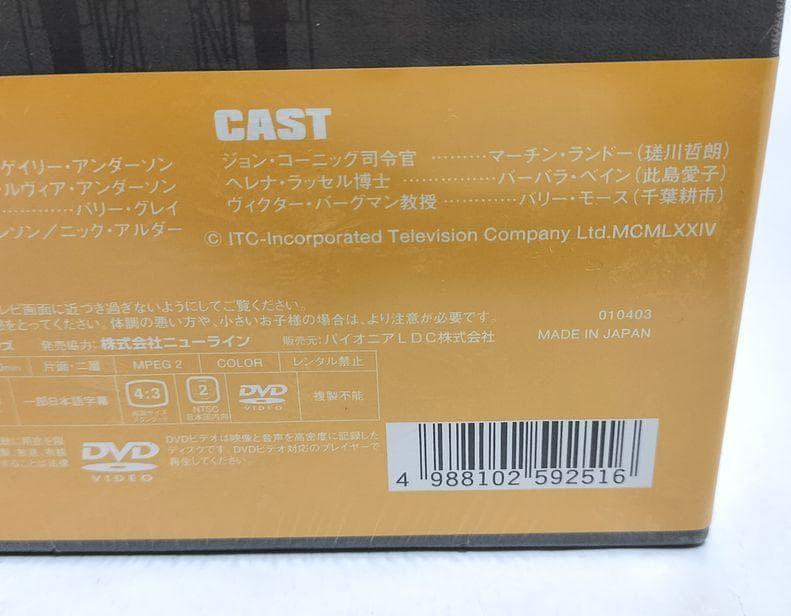 CAST
ゲイリー・アンダーソン
ルヴィア・アンダーソン
バリー・グレイ
ンソン／ニック・アルダー
ジョン・コーニッグ司令官 ………マーチン・ランドー（瑳川哲朗）
ヘレナ・ラッセル博士 …………バーバラ・ベイン（此島愛子）
ヴィクター・バーグマン教授 …………バリー・モース（千葉耕市）
© ITC-Incorporated Television Company Ltd.MCMLXXIV
レビ画面に近づき過ぎないようにしてご覧ください。
をとってください。体調の悪い方や、小さいお子様の場合は、より注意が必要です。
発売協力：株式会社ニューライン 販売元：パイオニアLDC株式会社
010403
MADE IN JAPAN
片面・二層 MPEG 2 COLOR レンタル禁止
一部日本語字幕 4:3 2 NTSC 日本国内向 DVD VIDEO 複製不能
DVD VIDEO
DVDビデオは映像と音声を高密度に記録した
ディスクです。DVDビデオ対応のプレイヤーで
再生してください。
4 988102 592516